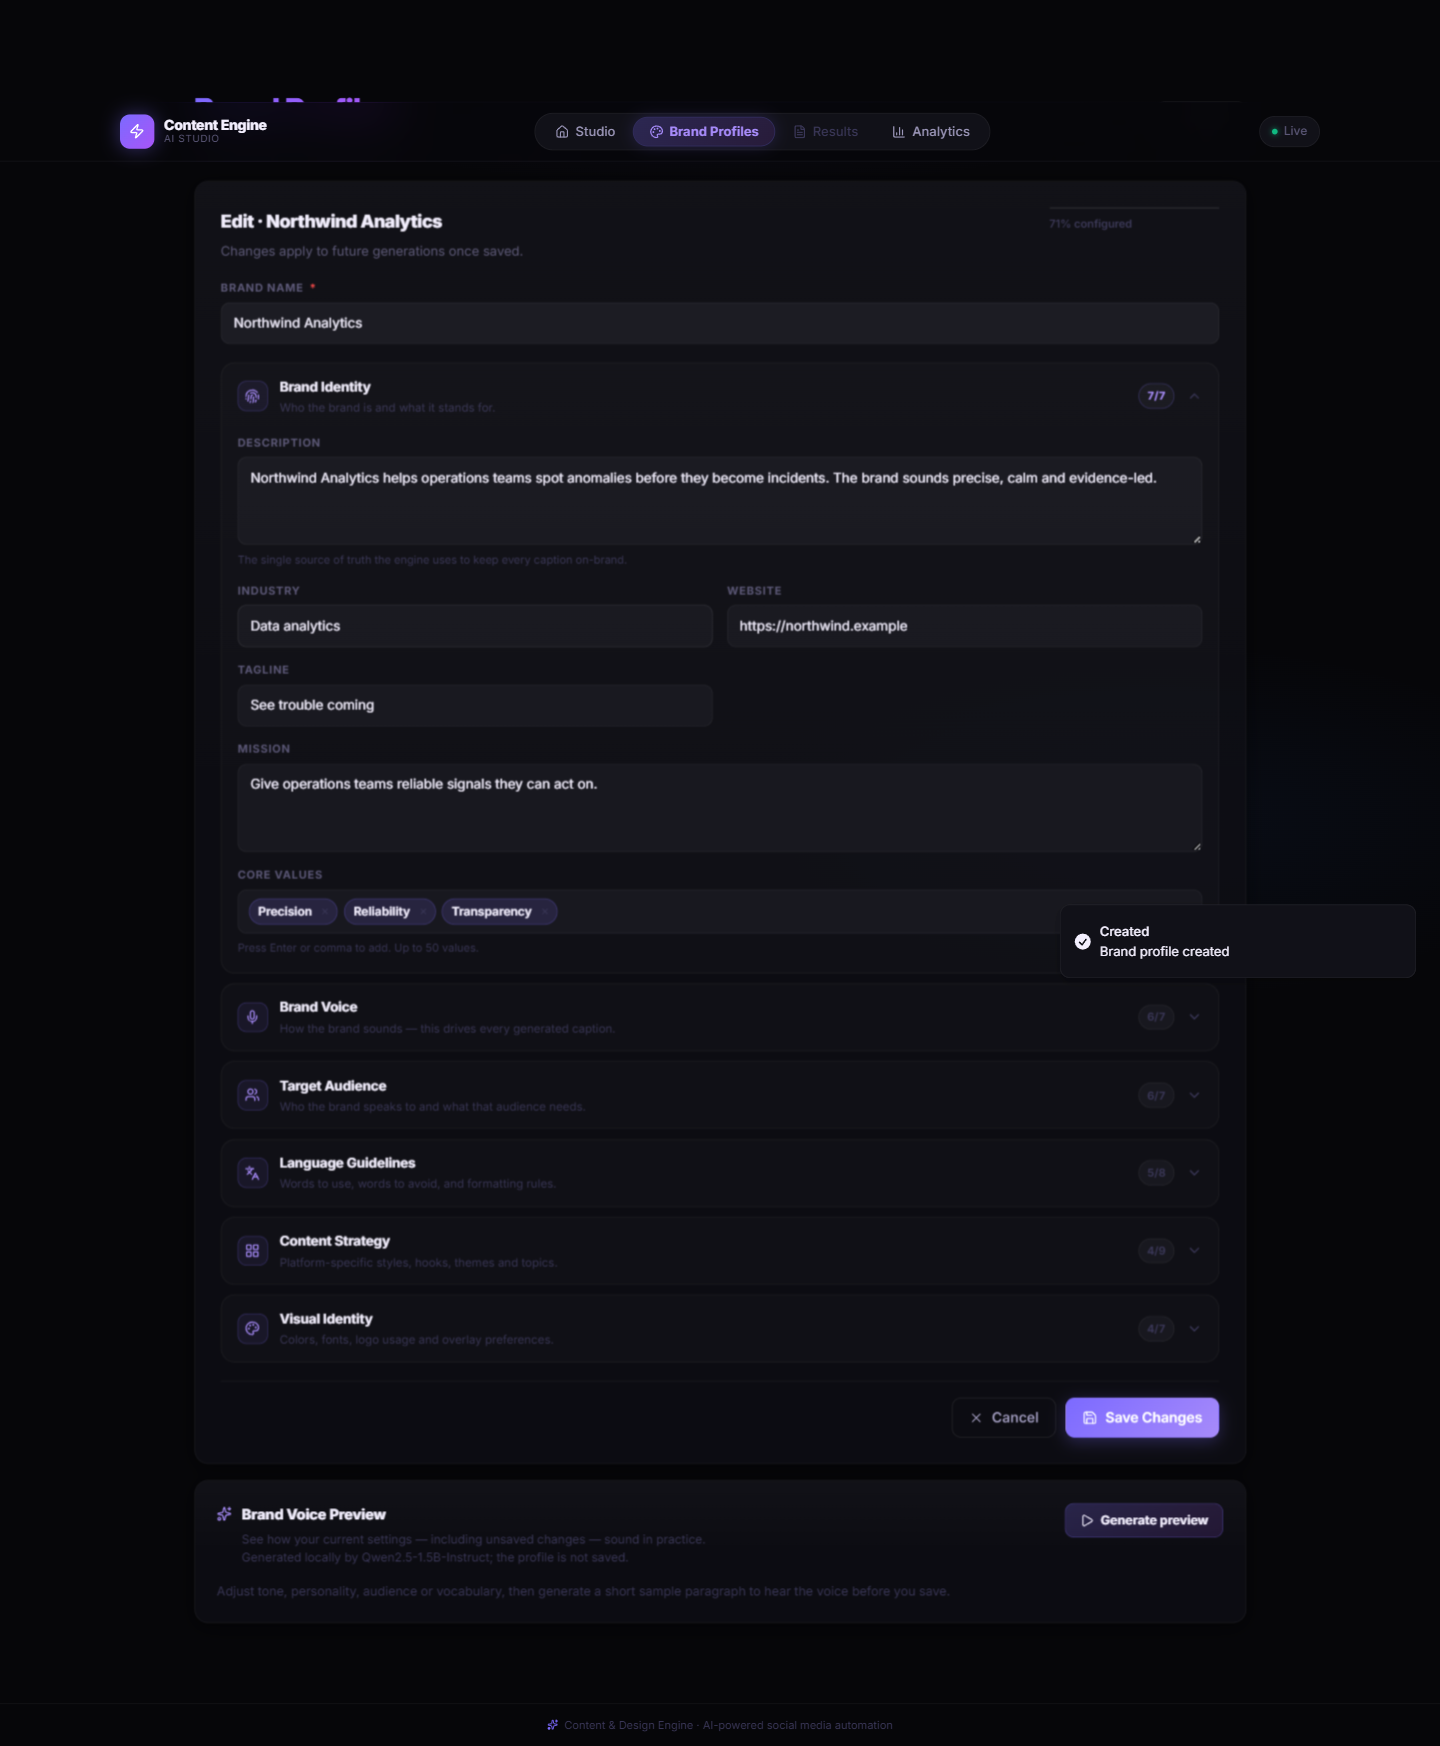 Content Engine
AI STUDIO
Studio
Brand Profiles
Results
Analytics
Live
Edit · Northwind Analytics
71% configured
Changes apply to future generations once saved.
BRAND NAME *
Northwind Analytics
Brand Identity
Who the brand is and what it stands for.
7/7
DESCRIPTION
Northwind Analytics helps operations teams spot anomalies before they become incidents. The brand sounds precise, calm and evidence-led.
The single source of truth the engine uses to keep every caption on-brand.
INDUSTRY
WEBSITE
Data analytics
https://northwind.example
TAGLINE
See trouble coming
MISSION
Give operations teams reliable signals they can act on.
CORE VALUES
Precision
Reliability
Transparency
Press Enter or comma to add. Up to 50 values.
Created
Brand profile created
Brand Voice
How the brand sounds — this drives every generated caption.
6/7
Target Audience
Who the brand speaks to and what that audience needs.
6/7
Language Guidelines
Words to use, words to avoid, and formatting rules.
5/8
Content Strategy
Platform-specific styles, hooks, themes and topics.
4/9
Visual Identity
Colors, fonts, logo usage and overlay preferences.
4/7
Cancel
Save Changes
Brand Voice Preview
See how your current settings — including unsaved changes — sound in practice.
Generated locally by Qwen2.5-1.5B-Instruct; the profile is not saved.
Generate preview
Adjust tone, personality, audience or vocabulary, then generate a short sample paragraph to hear the voice before you save.
Content & Design Engine · AI-powered social media automation